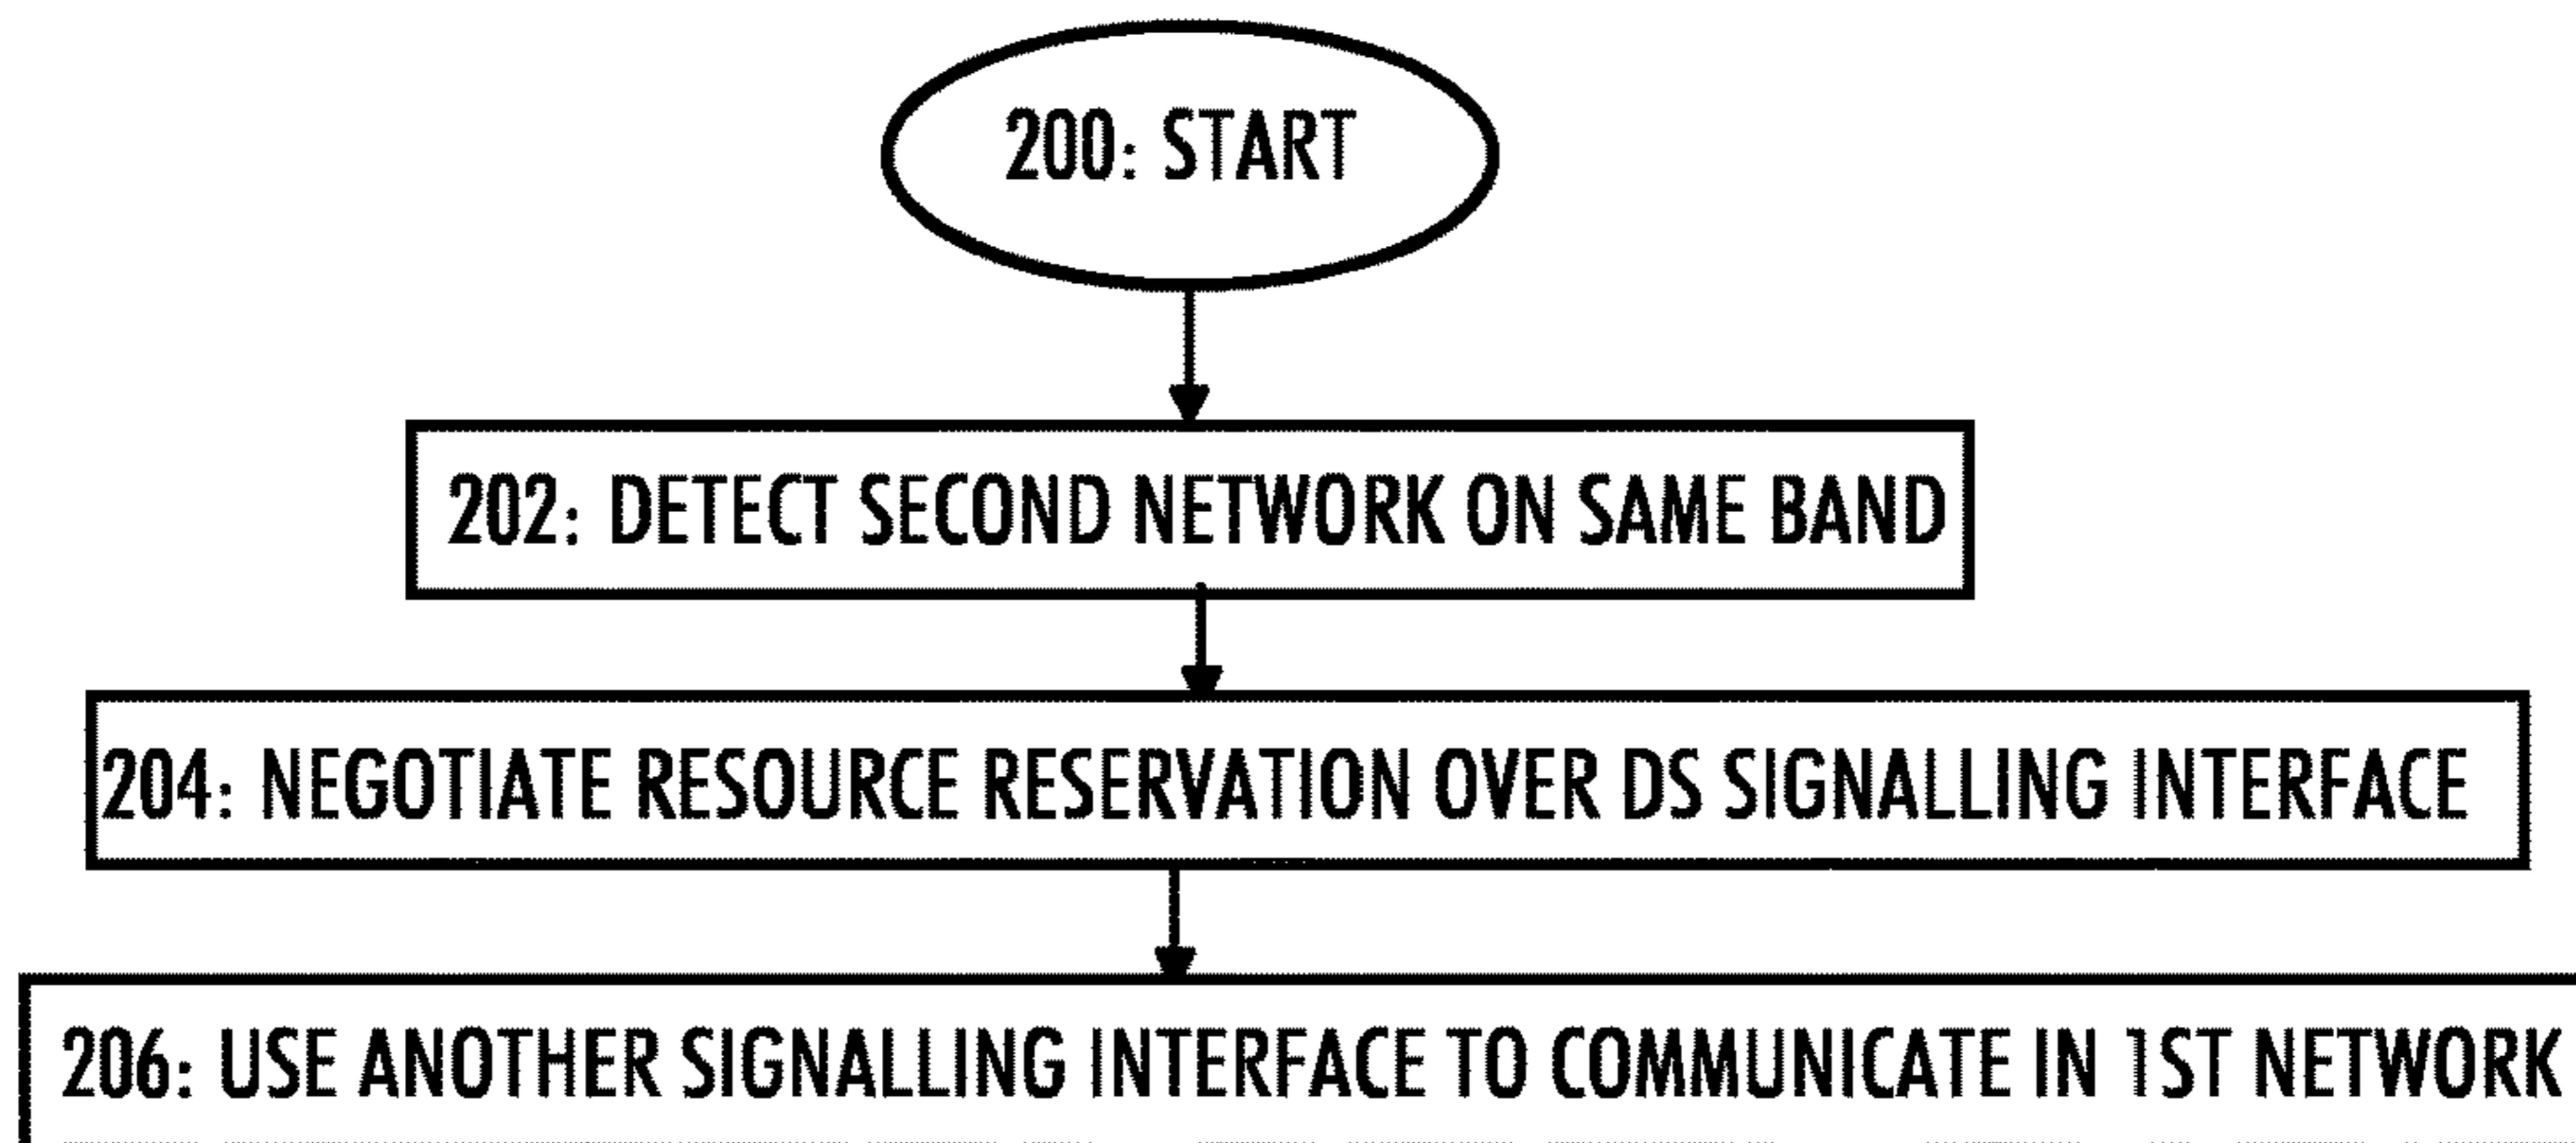 200: START
202: DETECT SECOND NETWORK ON SAME BAND
204: NEGOTIATE RESOURCE RESERVATION OVER DS SIGNALLING INTERFACE
206: USE ANOTHER SIGNALLING INTERFACE TO COMMUNICATE IN 1ST NETWORK